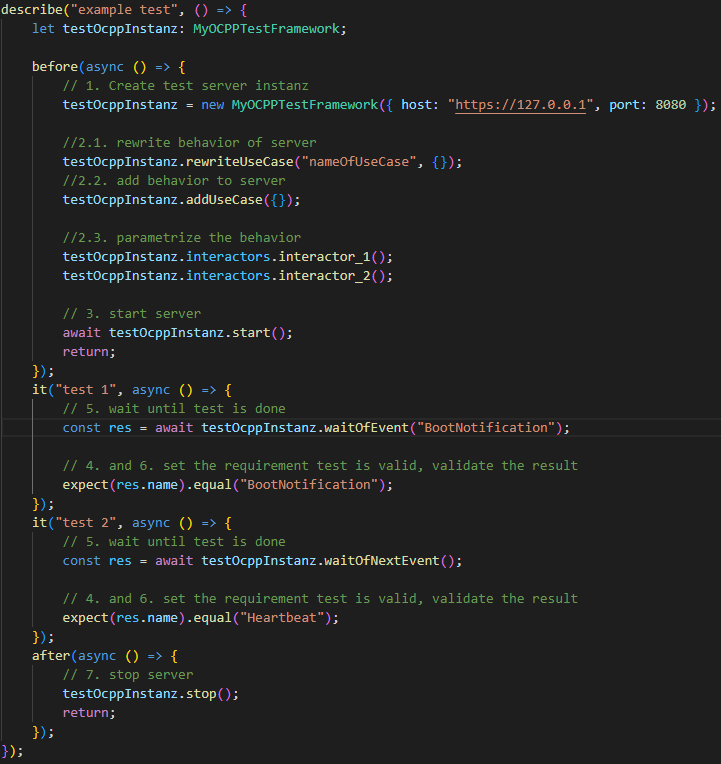 describe("example test", () => {
    let testOcppInstanz: MyOCPPTestFramework;

    before(async () => {
        // 1. Create test server instanz
        testOcppInstanz = new MyOCPPTestFramework({ host: "https://127.0.0.1", port: 8080 });

        //2.1. rewrite behavior of server
        testOcppInstanz.rewriteUseCase("nameOfUseCase", {});
        //2.2. add behavior to server
        testOcppInstanz.addUseCase({});

        //2.3. parametrize the behavior
        testOcppInstanz.interactors.interactor_1();
        testOcppInstanz.interactors.interactor_2();

        // 3. start server
        await testOcppInstanz.start();
        return;
    });
    it("test 1", async () => {
        // 5. wait until test is done
        const res = await testOcppInstanz.waitOfEvent("BootNotification");

        // 4. and 6. set the requirement test is valid, validate the result
        expect(res.name).equal("BootNotification");
    });
    it("test 2", async () => {
        // 5. wait until test is done
        const res = await testOcppInstanz.waitOfNextEvent();

        // 4. and 6. set the requirement test is valid, validate the result
        expect(res.name).equal("Heartbeat");
    });
    after(async () => {
        // 7. stop server
        testOcppInstanz.stop();
        return;
    });
});